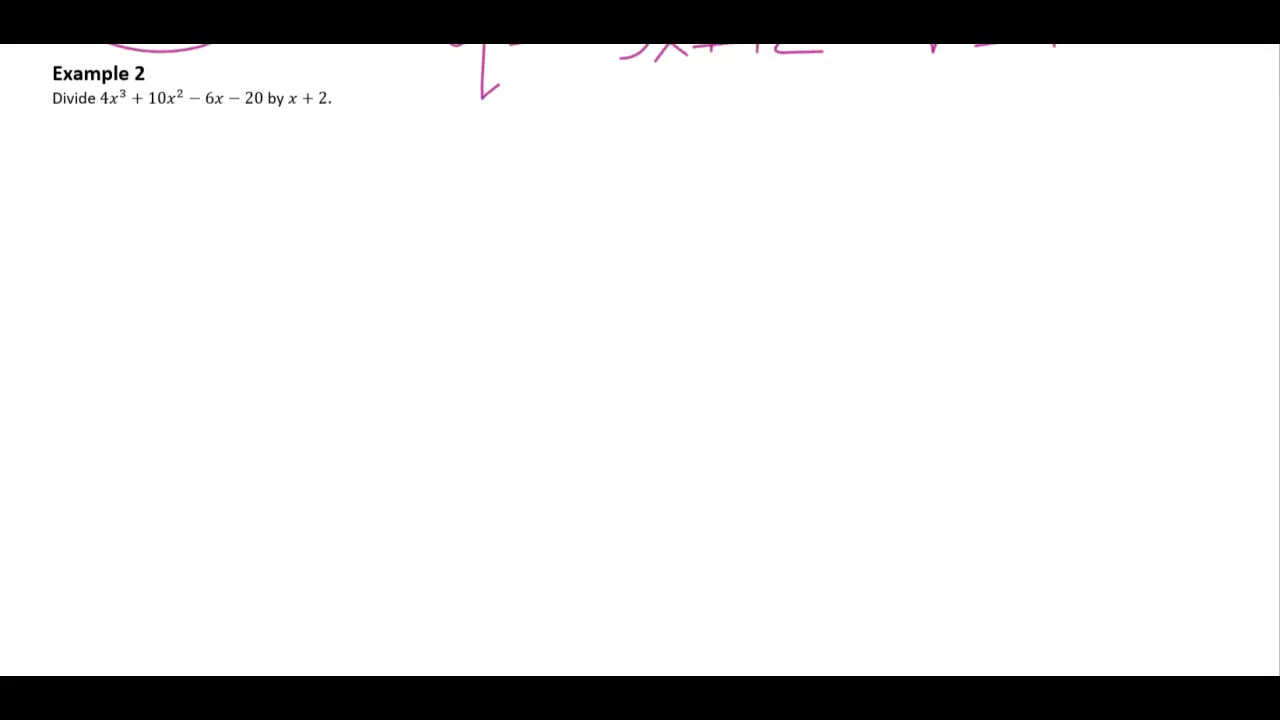 Example 2
Divide 4x³ + 10x² − 6x − 20 by x + 2.